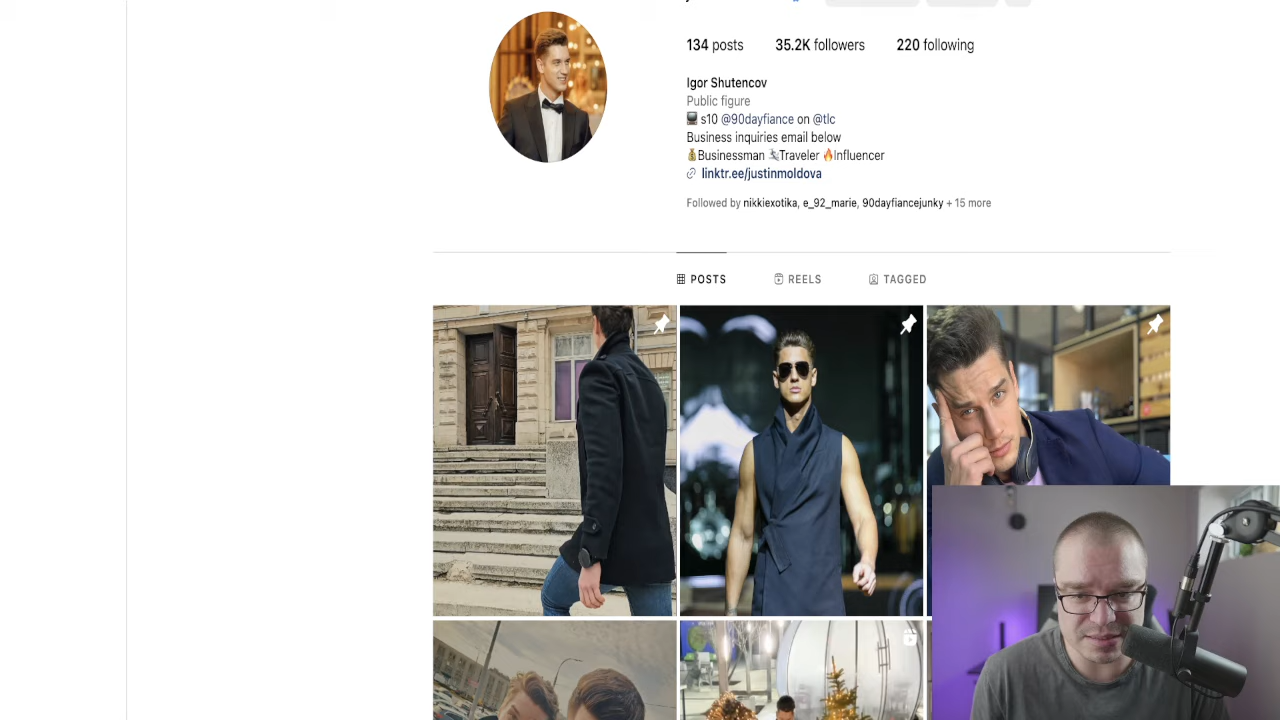 134 posts 35.2K followers 220 following
Igor Shutencov
Public figure
s10 @90dayfiance on @tlc
Business inquiries email below
Businessman Traveler Influencer
linktr.ee/justinmoldova
Followed by nikkiexotika, e_92_marie, 90dayfiancejunky + 15 more
POSTS REELS TAGGED